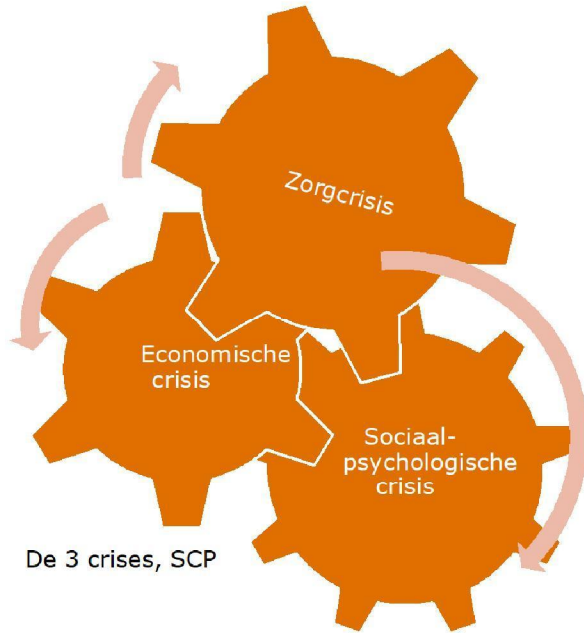 Zorgcrisis
Economische
crisis
Sociaal-
psychologische
crisis
De 3 crises, SCP